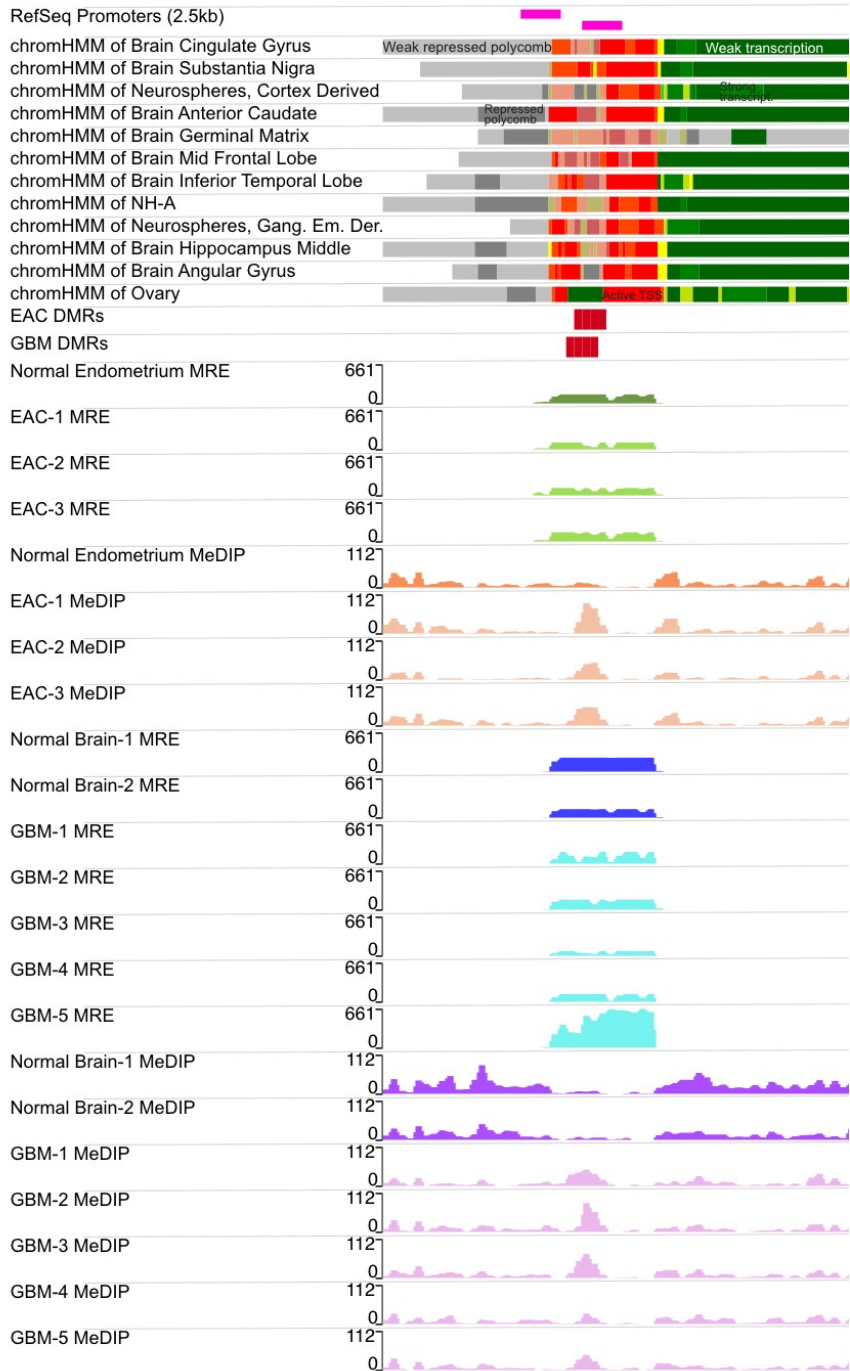 RefSeq Promoters (2.5kb)
chromHMM of Brain Cingulate Gyrus Weak repressed polycomb Weak transcription
chromHMM of Brain Substantia Nigra
chromHMM of Neurospheres, Cortex Derived Strong transcript.
chromHMM of Brain Anterior Caudate Repressed polycomb
chromHMM of Brain Germinal Matrix
chromHMM of Brain Mid Frontal Lobe
chromHMM of Brain Inferior Temporal Lobe
chromHMM of NH-A
chromHMM of Neurospheres, Gang. Em. Der.
chromHMM of Brain Hippocampus Middle
chromHMM of Brain Angular Gyrus
chromHMM of Ovary Active TSS
EAC DMRs
GBM DMRs
Normal Endometrium MRE 661
0
EAC-1 MRE 661
0
EAC-2 MRE 661
0
EAC-3 MRE 661
0
Normal Endometrium MeDIP 112
0
EAC-1 MeDIP 112
0
EAC-2 MeDIP 112
0
EAC-3 MeDIP 112
0
Normal Brain-1 MRE 661
0
Normal Brain-2 MRE 661
0
GBM-1 MRE 661
0
GBM-2 MRE 661
0
GBM-3 MRE 661
0
GBM-4 MRE 661
0
GBM-5 MRE 661
0
Normal Brain-1 MeDIP 112
0
Normal Brain-2 MeDIP 112
0
GBM-1 MeDIP 112
0
GBM-2 MeDIP 112
0
GBM-3 MeDIP 112
0
GBM-4 MeDIP 112
0
GBM-5 MeDIP 112
0